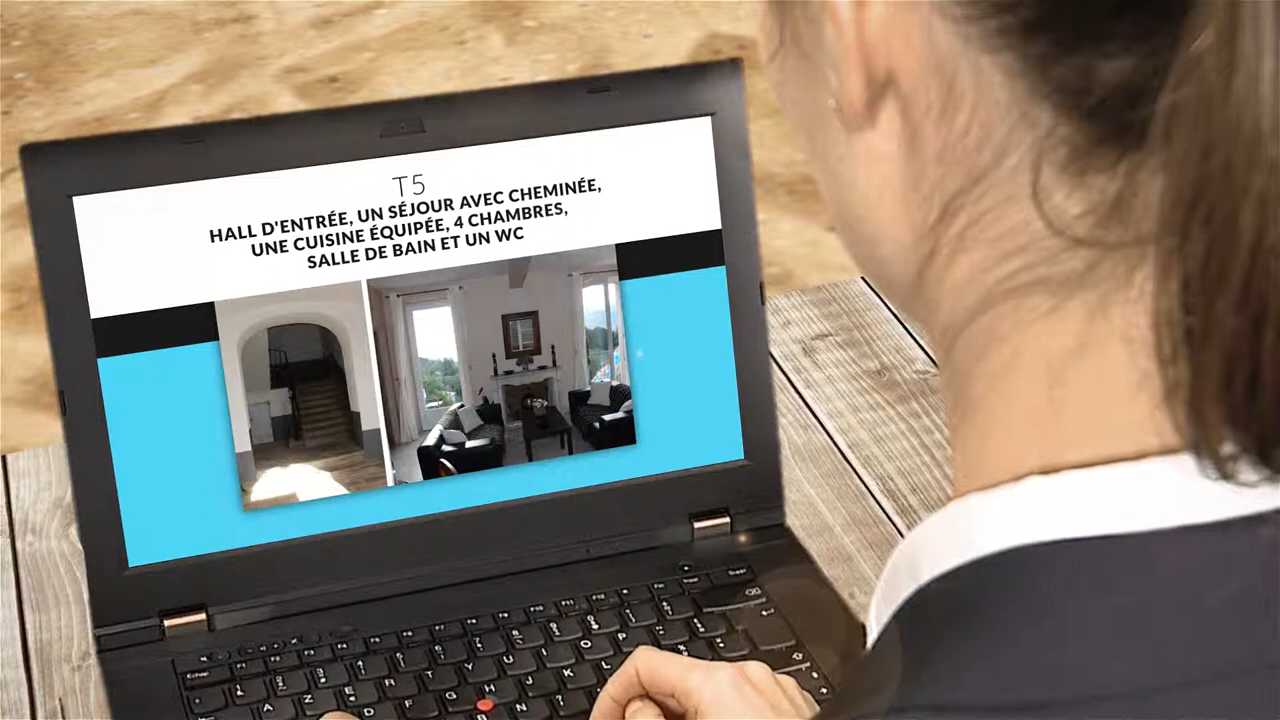 T5
HALL D'ENTRÉE, UN SÉJOUR AVEC CHEMINÉE,
UNE CUISINE ÉQUIPÉE, 4 CHAMBRES,
SALLE DE BAIN ET UN WC